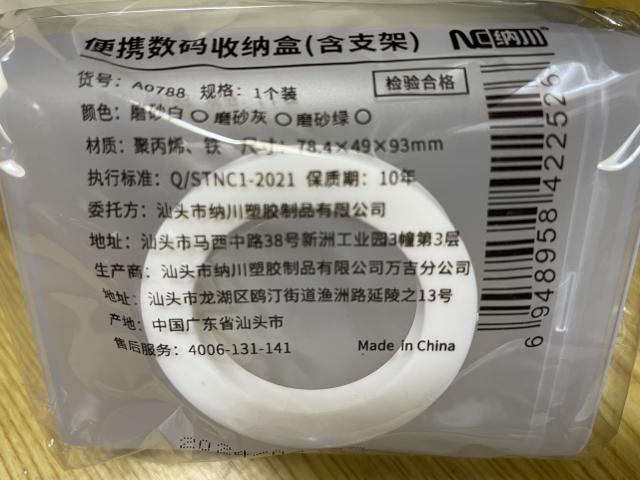 便携数码收纳盒(含支架) NC纳川
货号: A0788 规格: 1个装 检验合格
颜色: 磨砂白○ 磨砂灰○ 磨砂绿○
材质: 聚丙烯、铁 尺寸: 78.4×49×93mm
执行标准: Q/STNC1-2021 保质期: 10年
委托方: 汕头市纳川塑胶制品有限公司
地址: 汕头市马西中路38号新洲工业园3幢第3层
生产商: 汕头市纳川塑胶制品有限公司万吉分公司
地址: 汕头市龙湖区鸥汀街道渔洲路延陵之13号
产地: 中国广东省汕头市
售后服务: 4006-131-141 Made in China
6 948958 422526